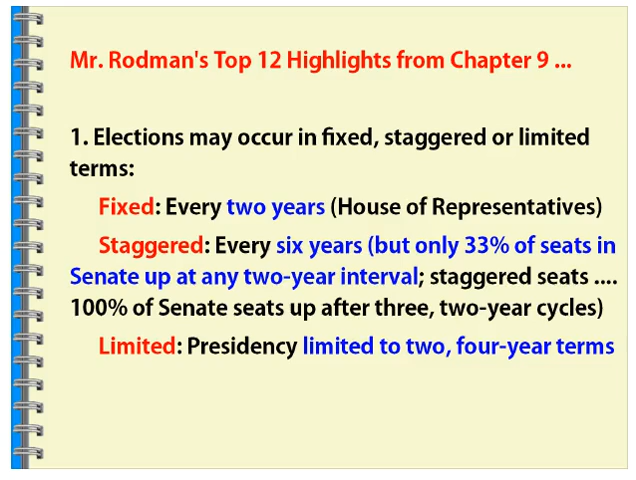 Mr. Rodman's Top 12 Highlights from Chapter 9 ...
1. Elections may occur in fixed, staggered or limited
terms:
Fixed: Every two years (House of Representatives)
Staggered: Every six years (but only 33% of seats in
Senate up at any two-year interval; staggered seats ....
100% of Senate seats up after three, two-year cycles)
Limited: Presidency limited to two, four-year terms